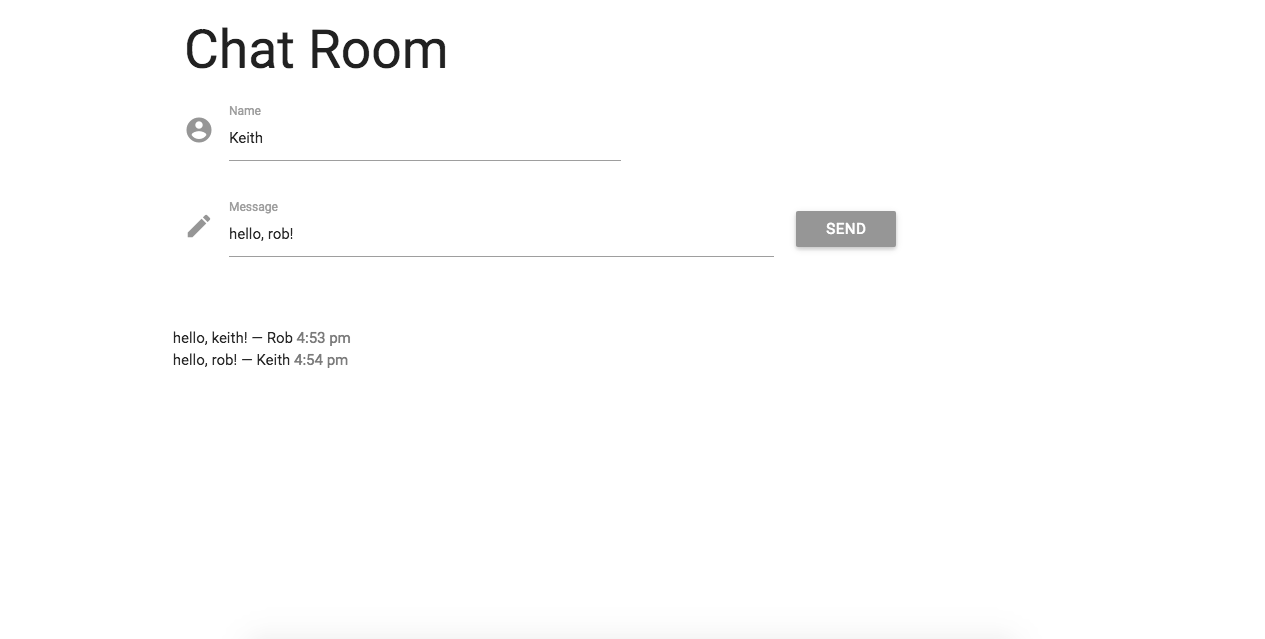 Chat Room
Name
Keith
Message
hello, rob!
SEND
hello, keith! — Rob 4:53 pm
hello, rob! — Keith 4:54 pm